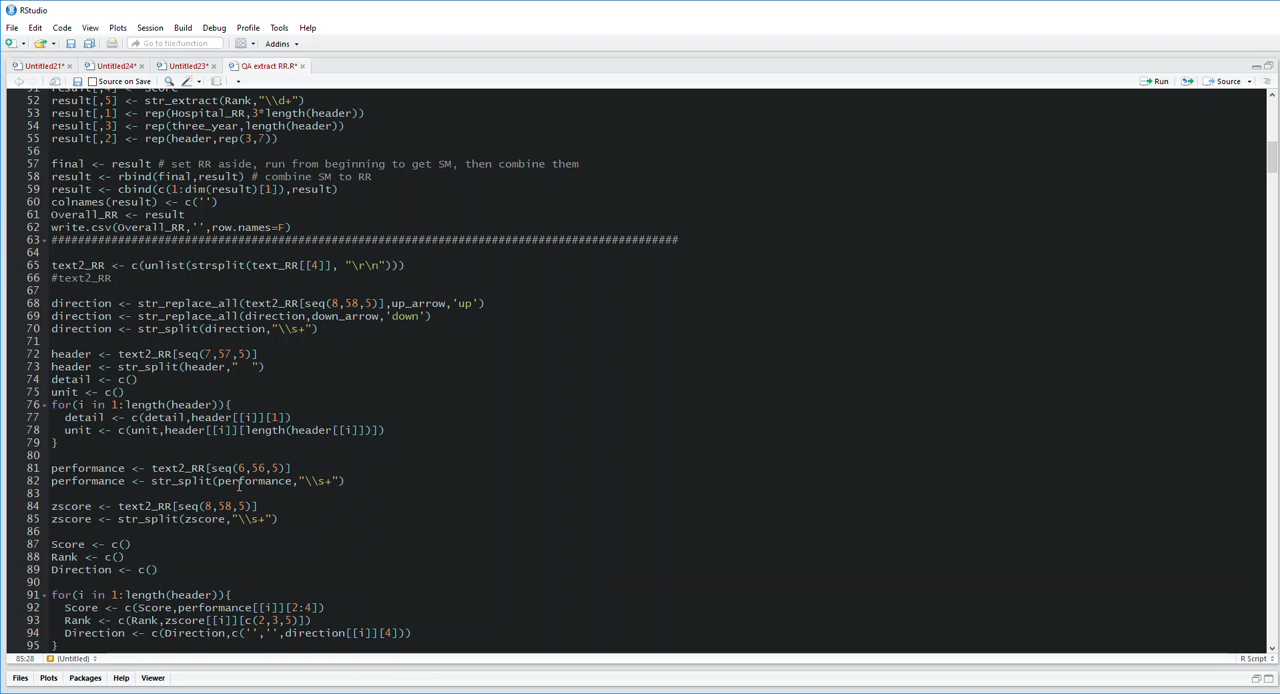 RStudio
File Edit Code View Plots Session Build Debug Profile Tools Help
Go to file/function Addins
Untitled21* Untitled24* Untitled23* QA extract RR.R*
Source on Save Run Source
52 result[,5] <- str_extract(Rank,"\\d+")
53 result[,1] <- rep(Hospital_RR,3*length(header))
54 result[,3] <- rep(three_year,length(header))
55 result[,2] <- rep(header,rep(3,7))
56
57 final <- result # set RR aside, run from beginning to get SM, then combine them
58 result <- rbind(final,result) # combine SM to RR
59 result <- cbind(c(1:dim(result)[1]),result)
60 colnames(result) <- c('')
61 Overall_RR <- result
62 write.csv(Overall_RR,'',row.names=F)
63 ##############################################################################################
64
65 text2_RR <- c(unlist(strsplit(text_RR[[4]], "\r\n")))
66 #text2_RR
67
68 direction <- str_replace_all(text2_RR[seq(8,58,5)],up_arrow,'up')
69 direction <- str_replace_all(direction,down_arrow,'down')
70 direction <- str_split(direction,"\\s+")
71
72 header <- text2_RR[seq(7,57,5)]
73 header <- str_split(header,"  ")
74 detail <- c()
75 unit <- c()
76 for(i in 1:length(header)){
77   detail <- c(detail,header[[i]][1])
78   unit <- c(unit,header[[i]][length(header[[i]])])
79 }
80
81 performance <- text2_RR[seq(6,56,5)]
82 performance <- str_split(performance,"\\s+")
83
84 zscore <- text2_RR[seq(8,58,5)]
85 zscore <- str_split(zscore,"\\s+")
86
87 Score <- c()
88 Rank <- c()
89 Direction <- c()
90
91 for(i in 1:length(header)){
92   Score <- c(Score,performance[[i]][2:4])
93   Rank <- c(Rank,zscore[[i]][c(2,3,5)])
94   Direction <- c(Direction,c('','',direction[[i]][4]))
95 }
85:28 (Untitled) R Script
Files Plots Packages Help Viewer